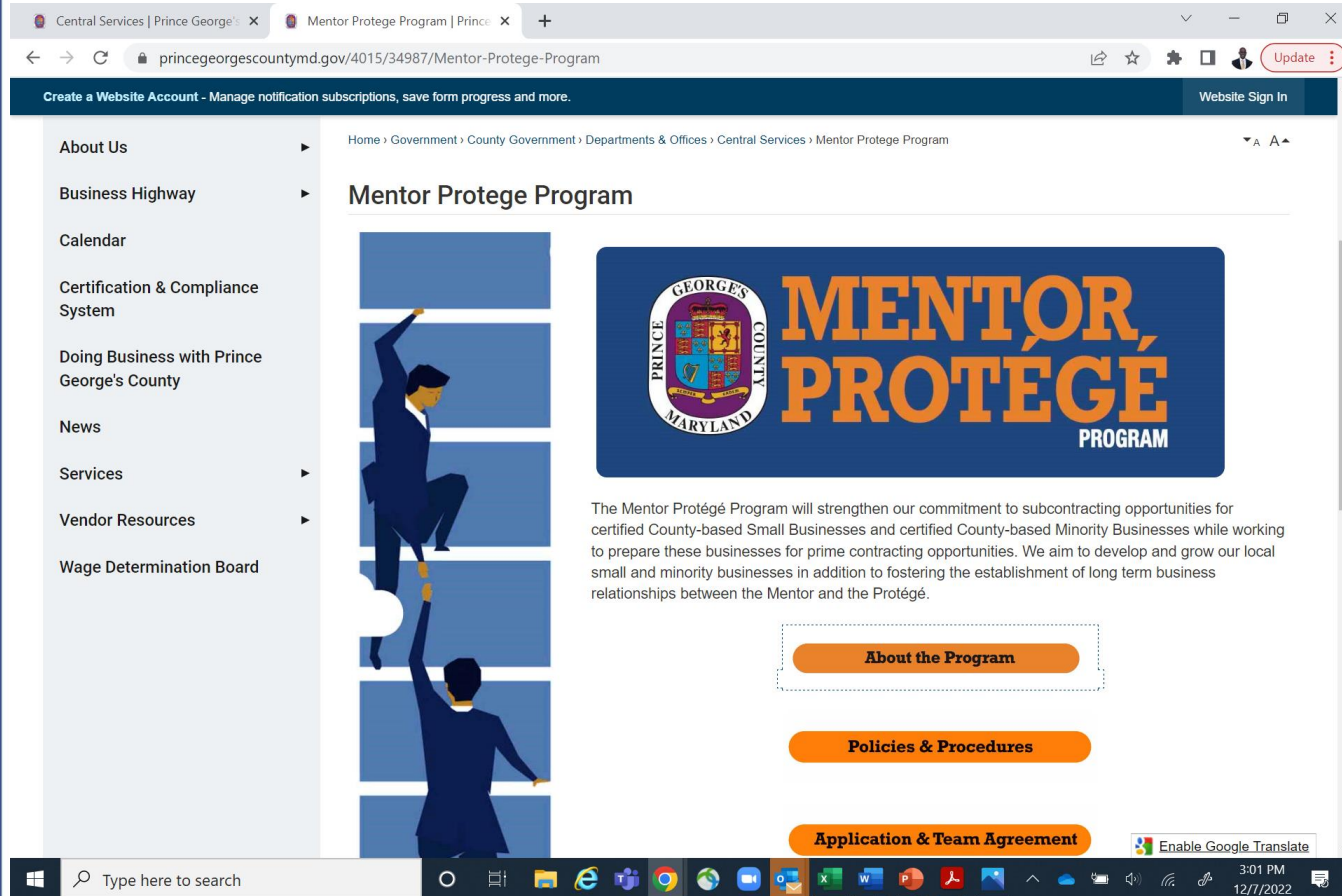 Central Services | Prince George's
Mentor Protege Program | Prince
princegeorgescountymd.gov/4015/34987/Mentor-Protege-Program
Update
Create a Website Account - Manage notification subscriptions, save form progress and more.
Website Sign In
Home › Government › County Government › Departments & Offices › Central Services › Mentor Protege Program
A A
About Us
Business Highway
Calendar
Certification & Compliance
System
Doing Business with Prince
George's County
News
Services
Vendor Resources
Wage Determination Board
Mentor Protege Program
PRINCE GEORGE'S COUNTY
MARYLAND
MENTOR,
PROTÉGÉ
PROGRAM
The Mentor Protégé Program will strengthen our commitment to subcontracting opportunities for
certified County-based Small Businesses and certified County-based Minority Businesses while working
to prepare these businesses for prime contracting opportunities. We aim to develop and grow our local
small and minority businesses in addition to fostering the establishment of long term business
relationships between the Mentor and the Protégé.
About the Program
Policies & Procedures
Application & Team Agreement
Enable Google Translate
Type here to search
3:01 PM
12/7/2022